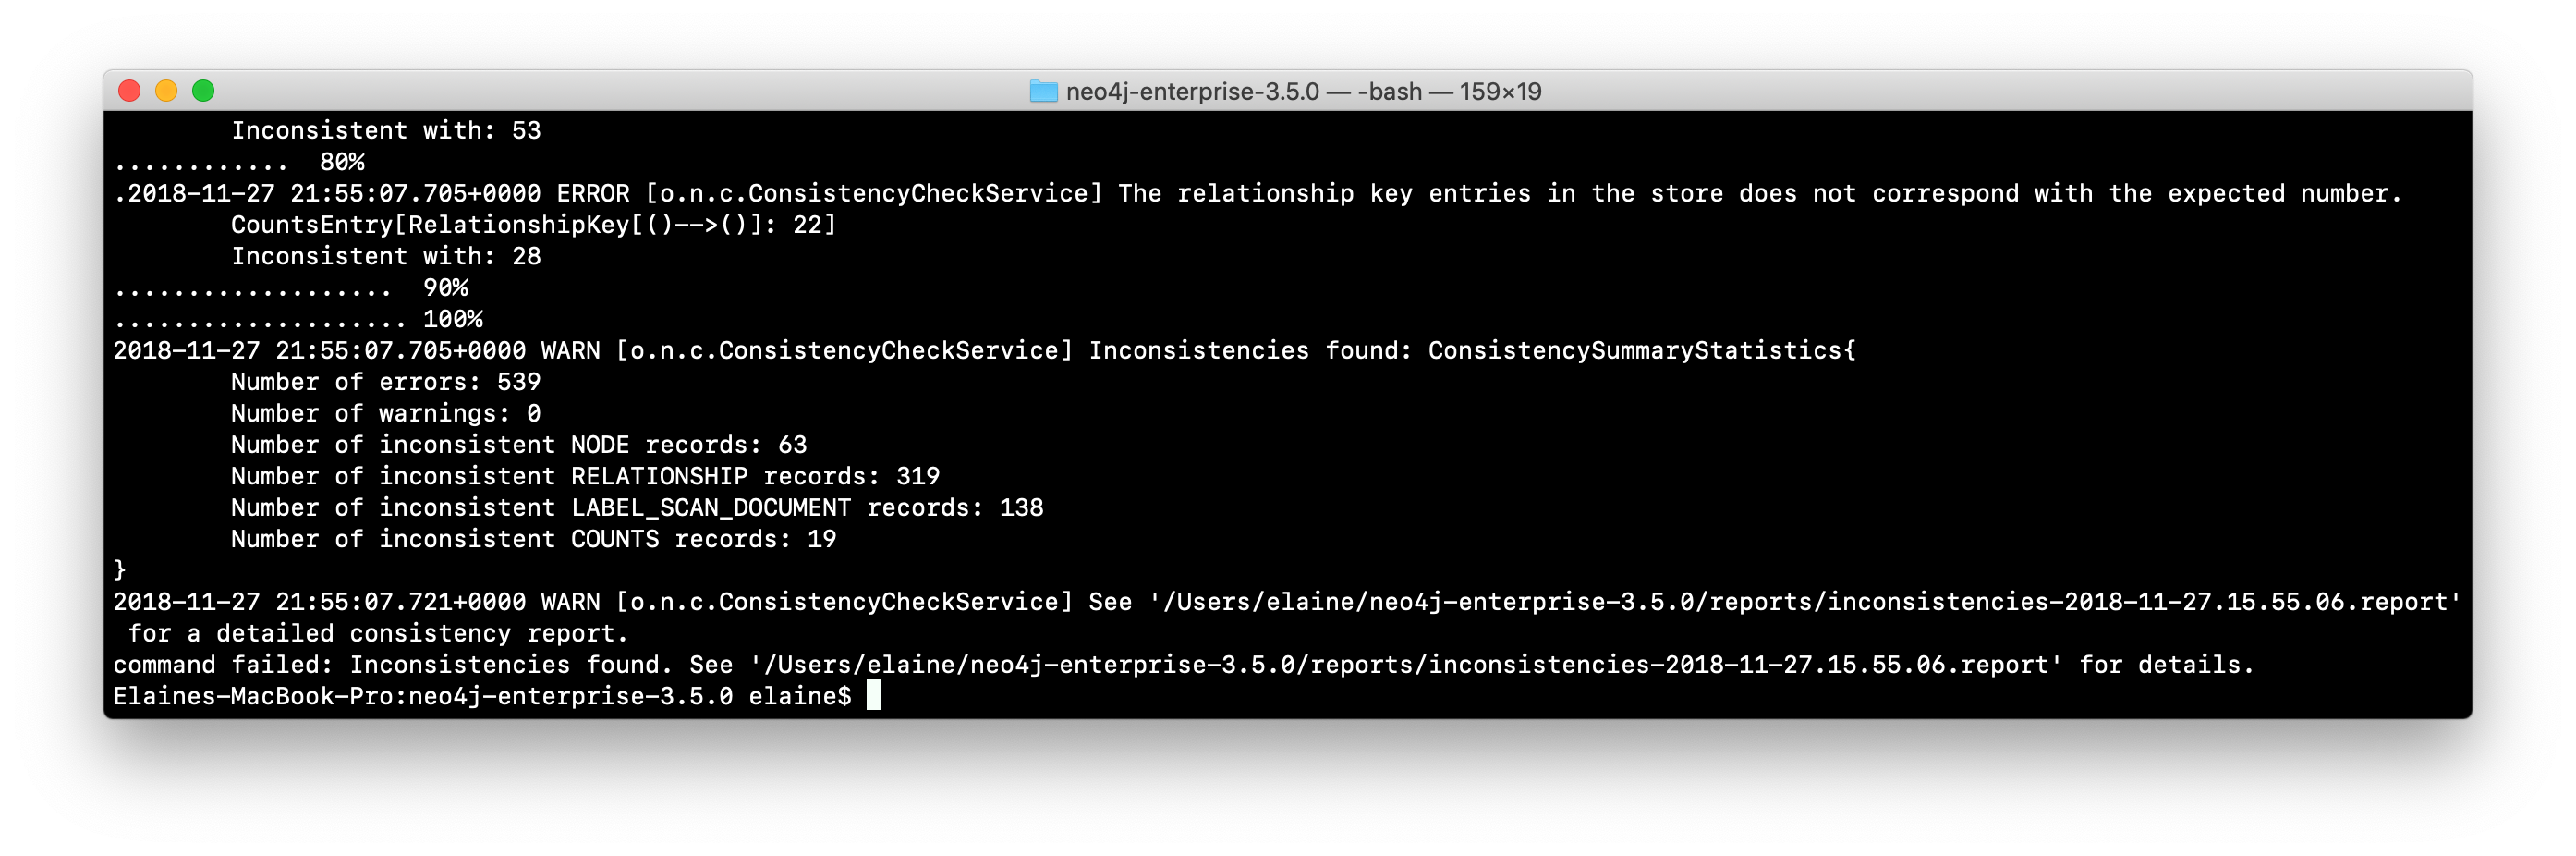 neo4j-enterprise-3.5.0 — -bash — 159×19
Inconsistent with: 53
............  80%
.2018-11-27 21:55:07.705+0000 ERROR [o.n.c.ConsistencyCheckService] The relationship key entries in the store does not correspond with the expected number.
CountsEntry[RelationshipKey[()-->()]: 22]
Inconsistent with: 28
...................  90%
.................... 100%
2018-11-27 21:55:07.705+0000 WARN [o.n.c.ConsistencyCheckService] Inconsistencies found: ConsistencySummaryStatistics{
Number of errors: 539
Number of warnings: 0
Number of inconsistent NODE records: 63
Number of inconsistent RELATIONSHIP records: 319
Number of inconsistent LABEL_SCAN_DOCUMENT records: 138
Number of inconsistent COUNTS records: 19
}
2018-11-27 21:55:07.721+0000 WARN [o.n.c.ConsistencyCheckService] See '/Users/elaine/neo4j-enterprise-3.5.0/reports/inconsistencies-2018-11-27.15.55.06.report'
for a detailed consistency report.
command failed: Inconsistencies found. See '/Users/elaine/neo4j-enterprise-3.5.0/reports/inconsistencies-2018-11-27.15.55.06.report' for details.
Elaines-MacBook-Pro:neo4j-enterprise-3.5.0 elaine$